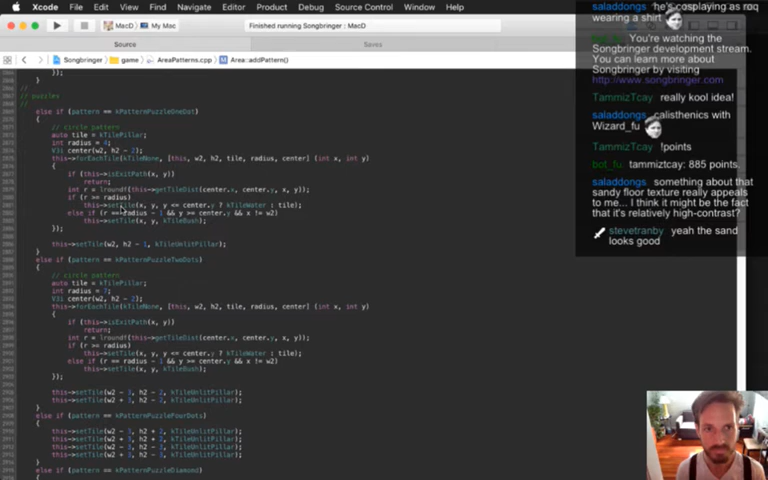 Xcode File Edit View Find Navigate Editor Product Debug Source Control Window Help
MacD My Mac
Finished running Songbringer : MacD
Source
Saves
Songbringer game AreaPatterns.cpp Area::addPattern()
});
}
//
// puzzles
//
else if (pattern == kPatternPuzzleOneDot)
{
// circle pattern
auto tile = kTilePillar;
int radius = 4;
V3i center(w2, h2 - 2);
this->forEachTile(kTileNone, [this, w2, h2, tile, radius, center] (int x, int y)
{
if (this->isExitPath(x, y))
return;
int r = lroundf(this->getTileDist(center.x, center.y, x, y));
if (r >= radius)
this->setTile(x, y, y <= center.y ? kTileWater : tile);
else if (r == radius - 1 && y >= center.y && x != w2)
this->setTile(x, y, kTileBush);
});
this->setTile(w2, h2 - 1, kTileUnlitPillar);
}
else if (pattern == kPatternPuzzleTwoDots)
{
// circle pattern
auto tile = kTilePillar;
int radius = 7;
V3i center(w2, h2 - 2);
this->forEachTile(kTileNone, [this, w2, h2, tile, radius, center] (int x, int y)
{
if (this->isExitPath(x, y))
return;
int r = lroundf(this->getTileDist(center.x, center.y, x, y));
if (r >= radius)
this->setTile(x, y, y <= center.y ? kTileWater : tile);
else if (r == radius - 1 && y >= center.y && x != w2)
this->setTile(x, y, kTileBush);
});
this->setTile(w2 - 3, h2 - 2, kTileUnlitPillar);
this->setTile(w2 + 3, h2 - 2, kTileUnlitPillar);
}
else if (pattern == kPatternPuzzleFourDots)
{
this->setTile(w2 - 3, h2 + 2, kTileUnlitPillar);
this->setTile(w2 + 3, h2 + 2, kTileUnlitPillar);
this->setTile(w2 - 3, h2 - 2, kTileUnlitPillar);
this->setTile(w2 + 3, h2 - 2, kTileUnlitPillar);
}
else if (pattern == kPatternPuzzleDiamond)
saladdongs: he's cosplaying as roq
wearing a shirt
bot_fu: You're watching the
Songbringer development stream.
You can learn more about
Songbringer by visiting
http://www.songbringer.com
TammizTcay: really kool idea!
saladdongs: calisthenics with
Wizard_fu
TammizTcay: !points
bot_fu: tammiztcay: 885 points.
saladdongs: something about that
sandy floor texture really appeals
to me... I think it might be the fact
that it's relatively high-contrast?
stevetranby: yeah the sand
looks good